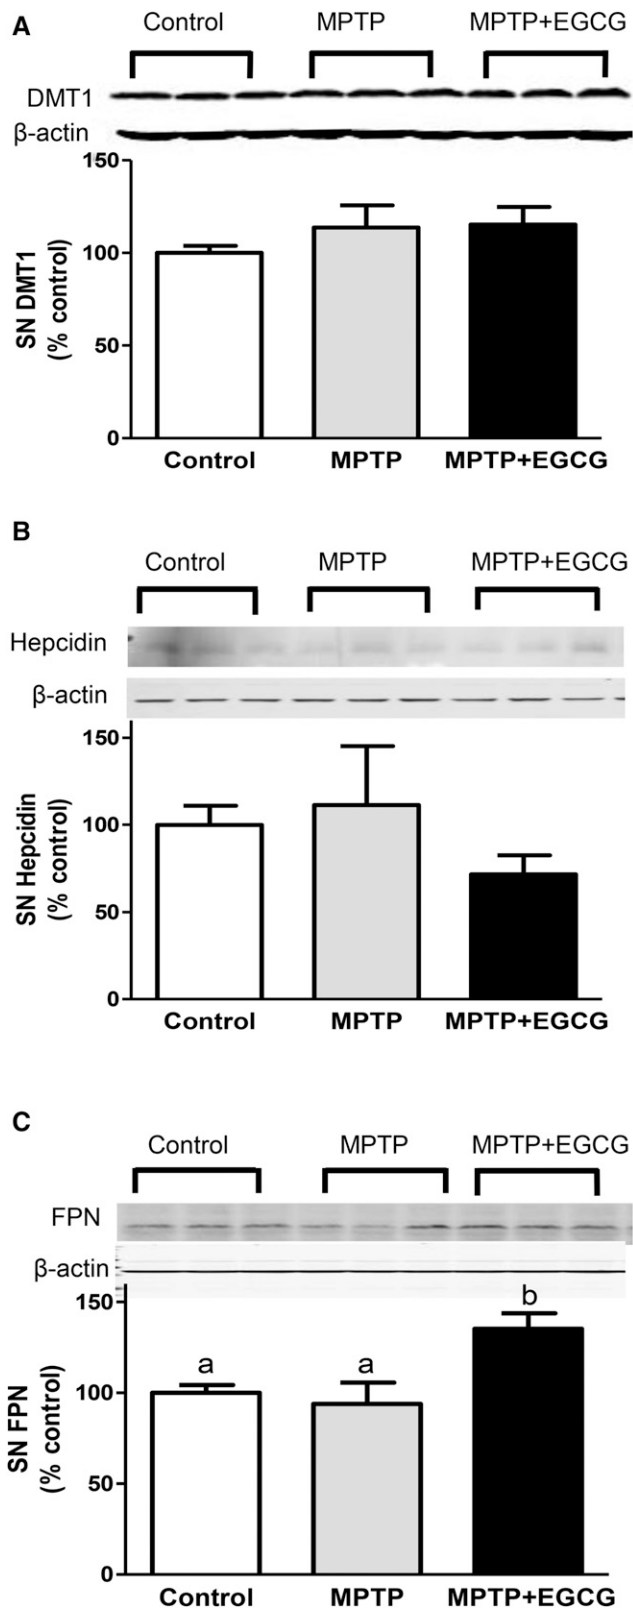 A
Control MPTP MPTP+EGCG
DMT1
β-actin
150
100
50
0
SN DMT1
(% control)
Control MPTP MPTP+EGCG
B
Control MPTP MPTP+EGCG
Hepcidin
β-actin
150
100
50
0
SN Hepcidin
(% control)
Control MPTP MPTP+EGCG
C
Control MPTP MPTP+EGCG
FPN
β-actin
150
100
50
0
SN FPN
(% control)
a a b
Control MPTP MPTP+EGCG